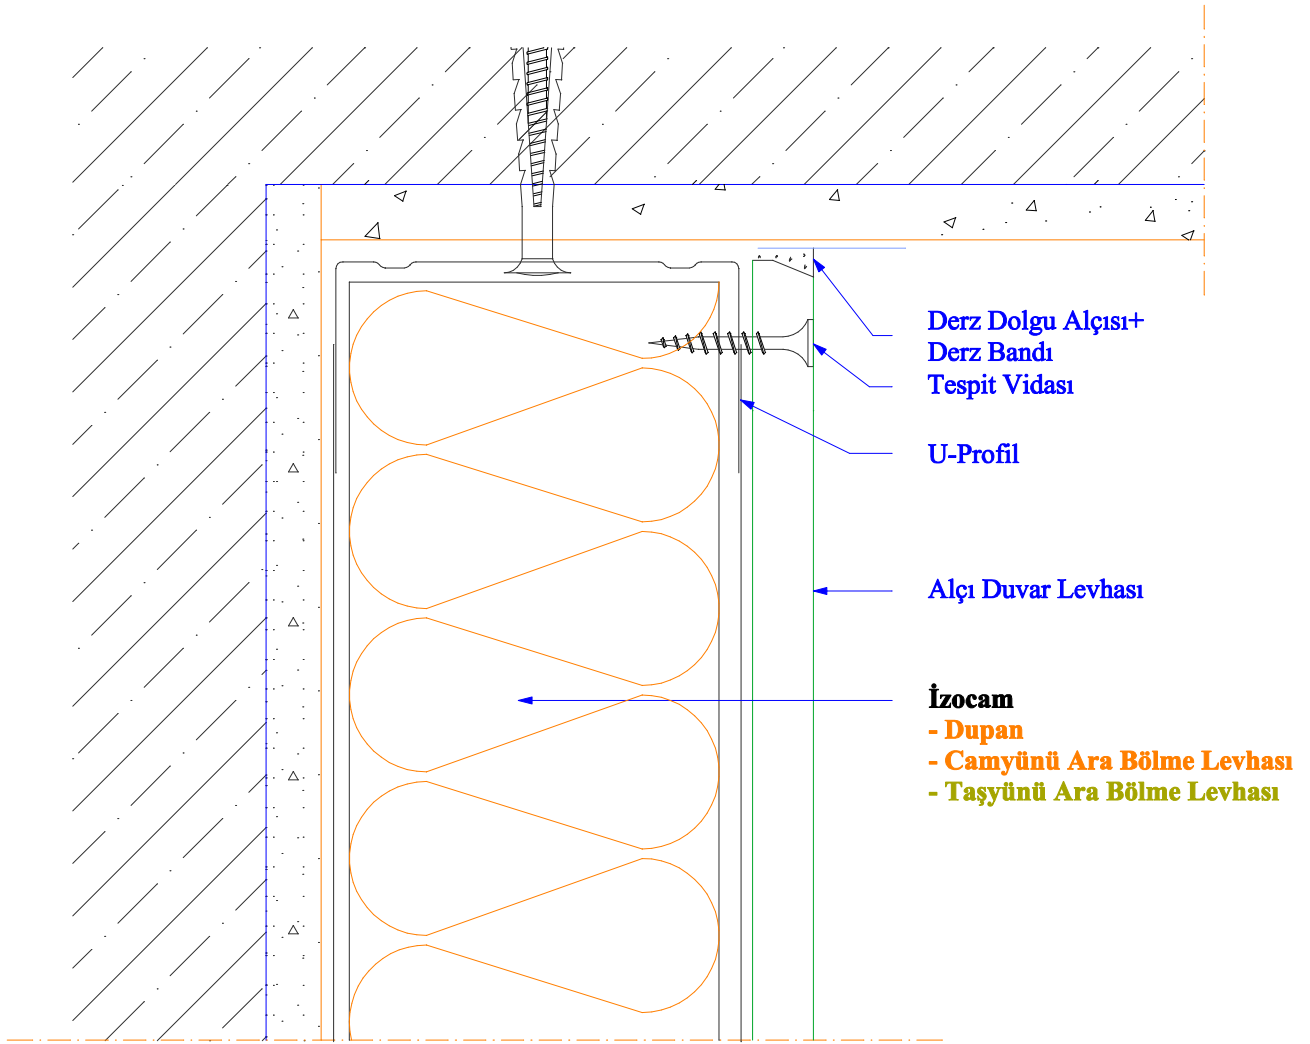 Derz Dolgu Alçısı+
Derz Bandı
Tespit Vidası
U-Profil
Alçı Duvar Levhası
İzocam
- Dupan
- Camyünü Ara Bölme Levhası
- Taşyünü Ara Bölme Levhası